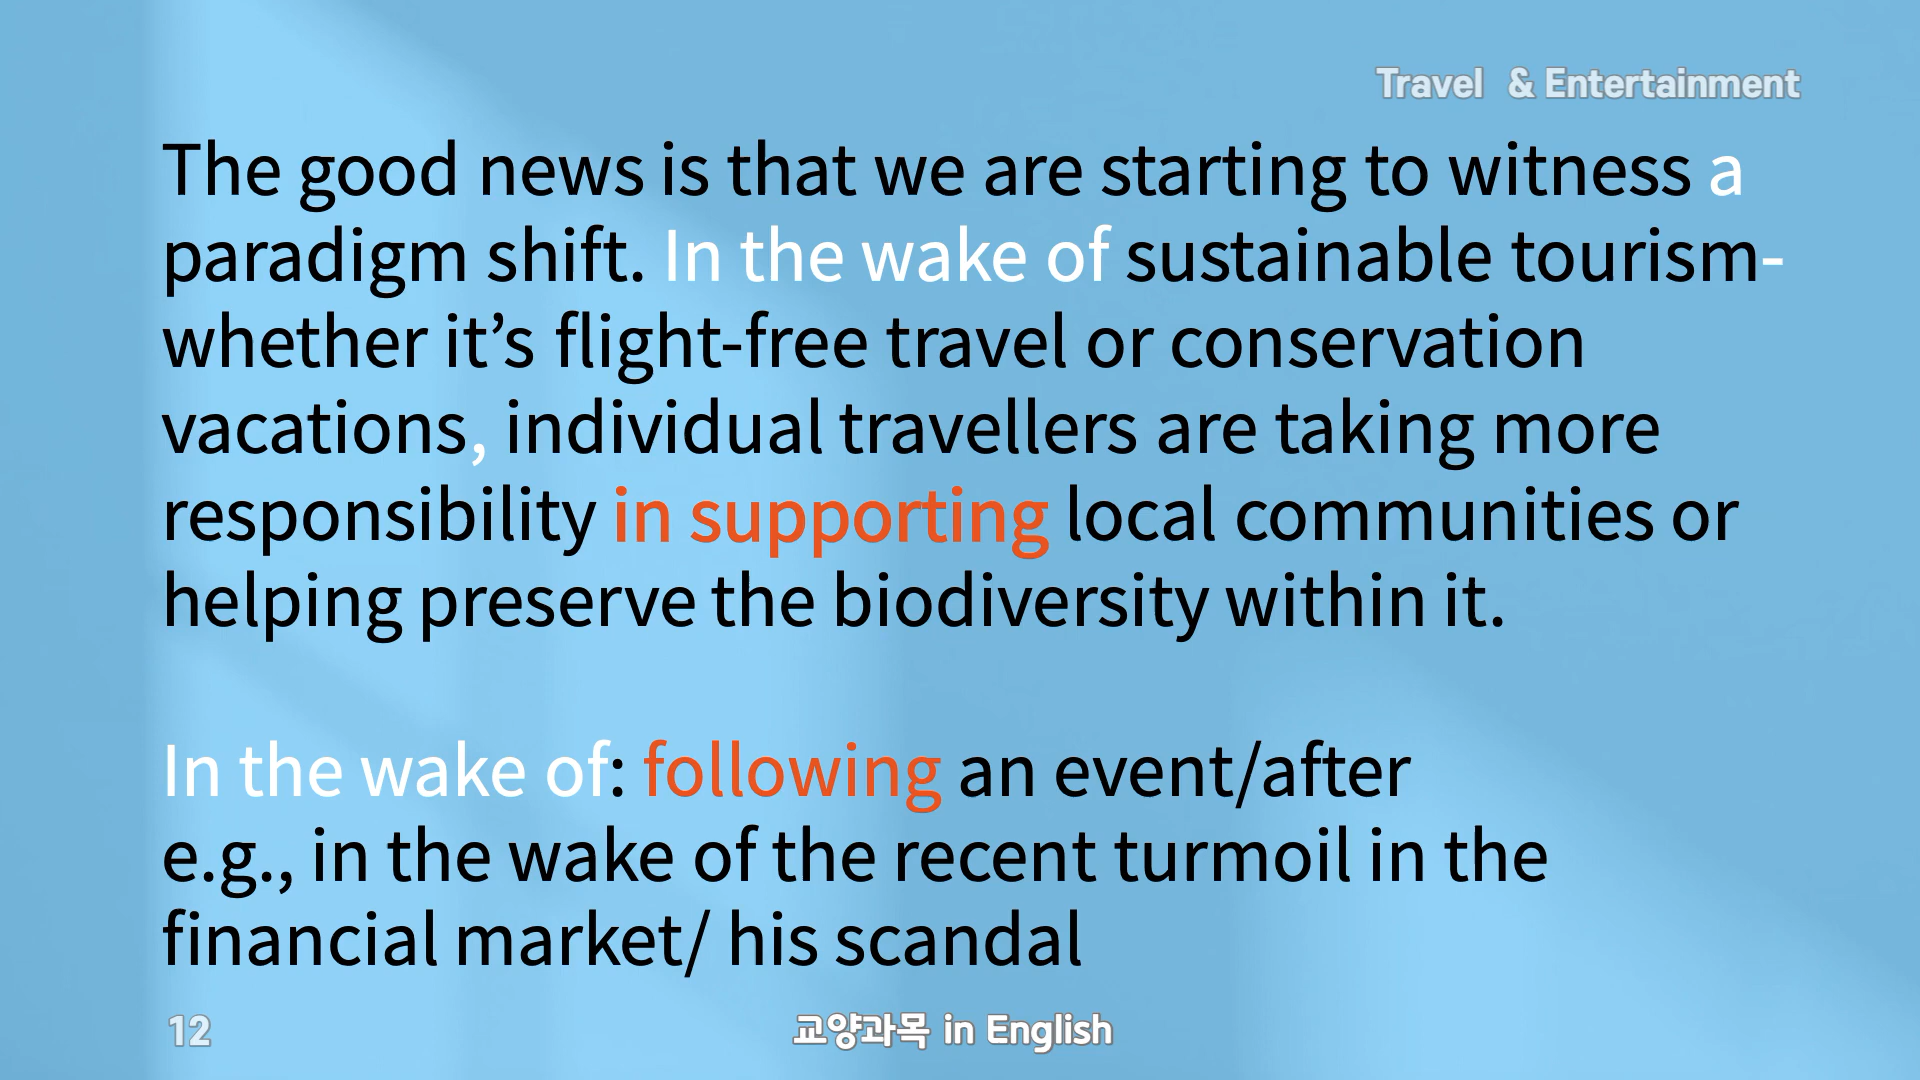 Travel & Entertainment
The good news is that we are starting to witness a
paradigm shift. In the wake of sustainable tourism-
whether it’s flight-free travel or conservation
vacations, individual travellers are taking more
responsibility in supporting local communities or
helping preserve the biodiversity within it.
In the wake of: following an event/after
e.g., in the wake of the recent turmoil in the
financial market/ his scandal
12
교양과목 in English